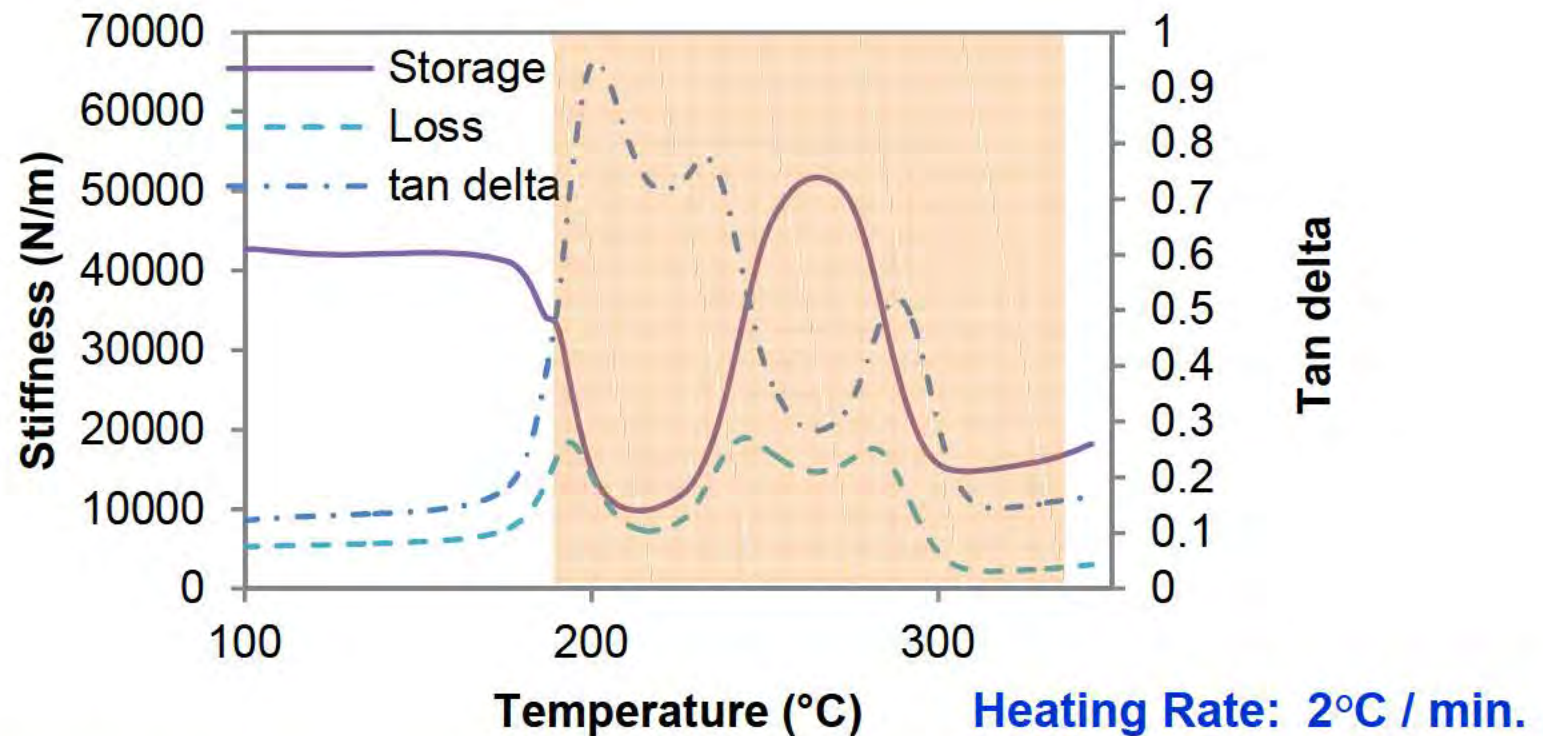 70000
60000
50000
40000
30000
20000
10000
0
Stiffness (N/m)
Storage
Loss
tan delta
1
0.9
0.8
0.7
0.6
0.5
0.4
0.3
0.2
0.1
0
Tan delta
100 200 300
Temperature (°C) Heating Rate: 2°C / min.